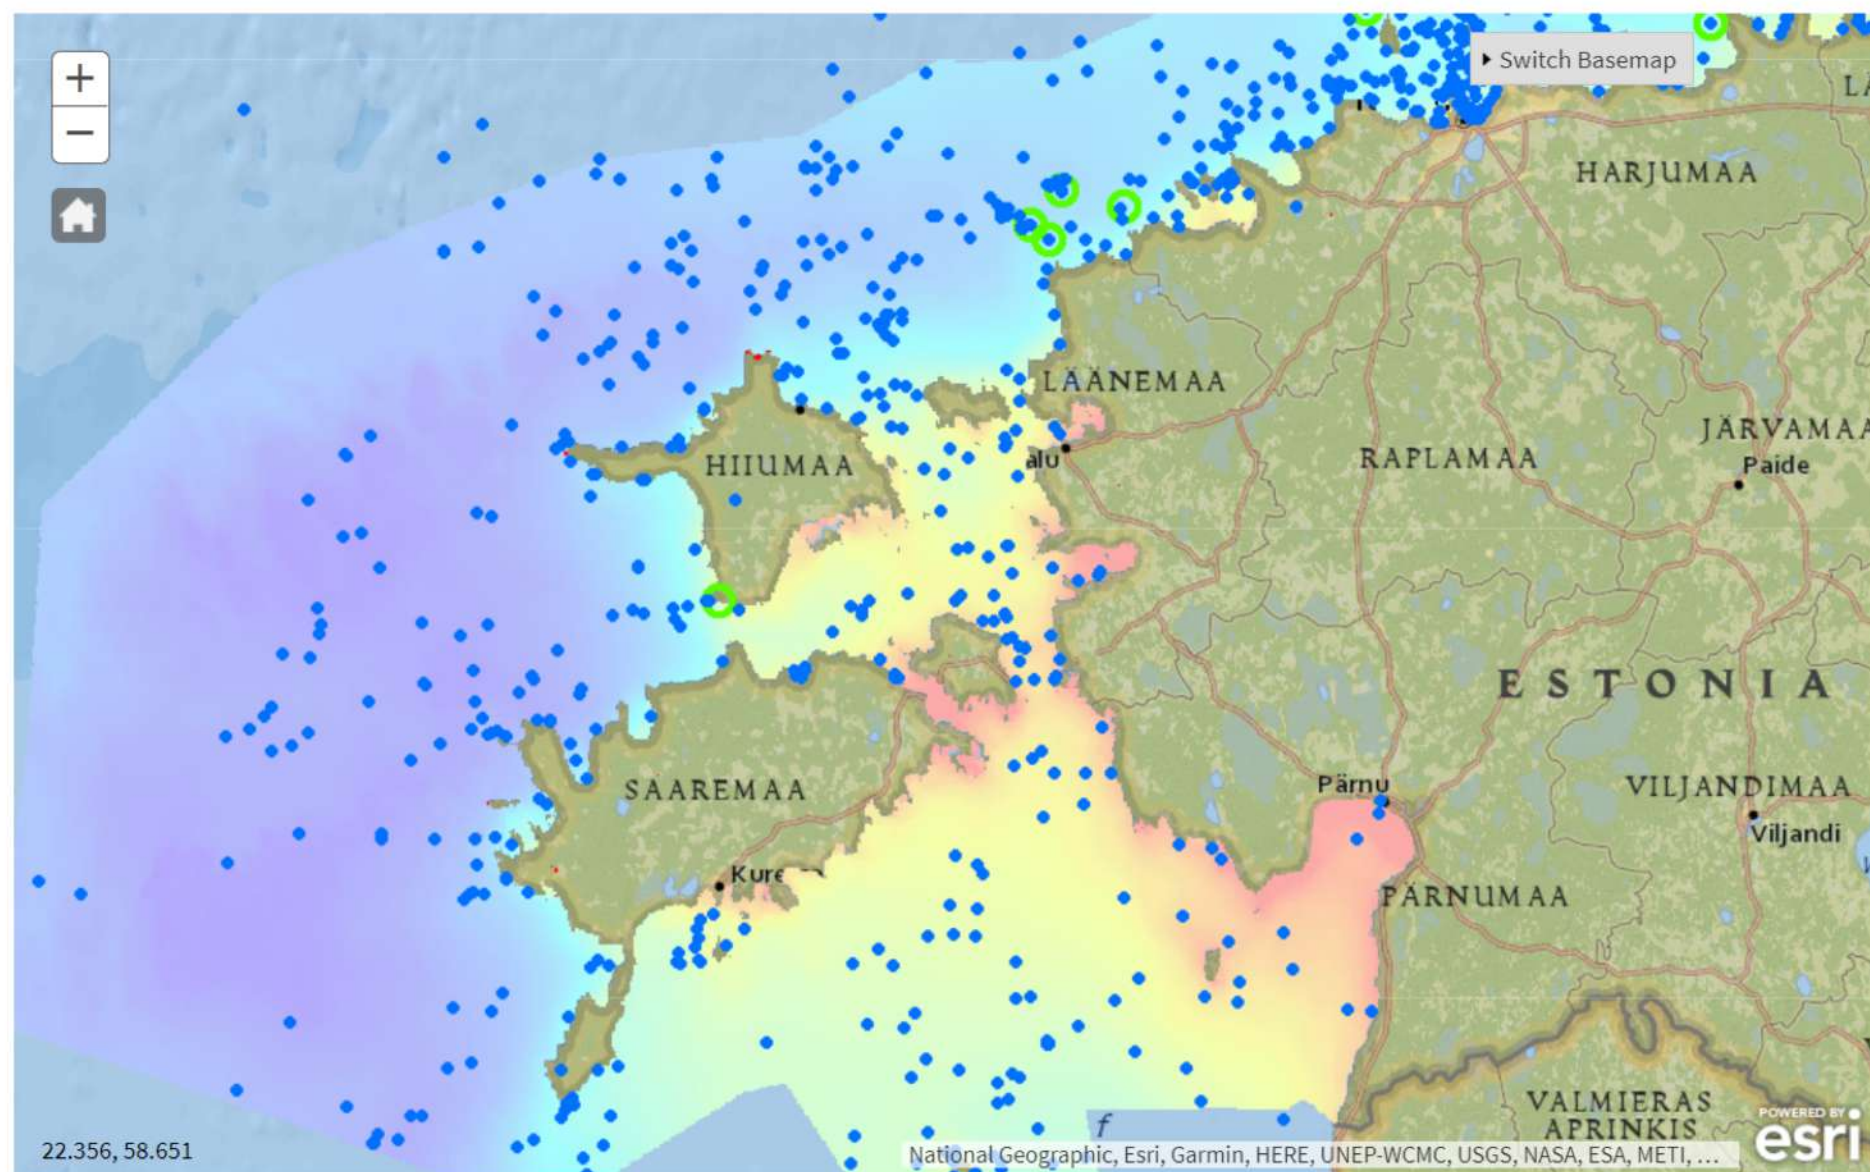 +
Switch Basemap
−
HARJUMAA
LÄÄNEMAA
JÄRVAMAA
alu
HIIUMAA
RAPLAMAA
Paide
ESTONIA
SAAREMAA
Pärnu
VILJANDIMAA
Viljandi
PÄRNUMAA
VALMIERAS
APRINKIS
POWERED BY
esri
22.356, 58.651
National Geographic, Esri, Garmin, HERE, UNEP-WCMC, USGS, NASA, ESA, METI, ...